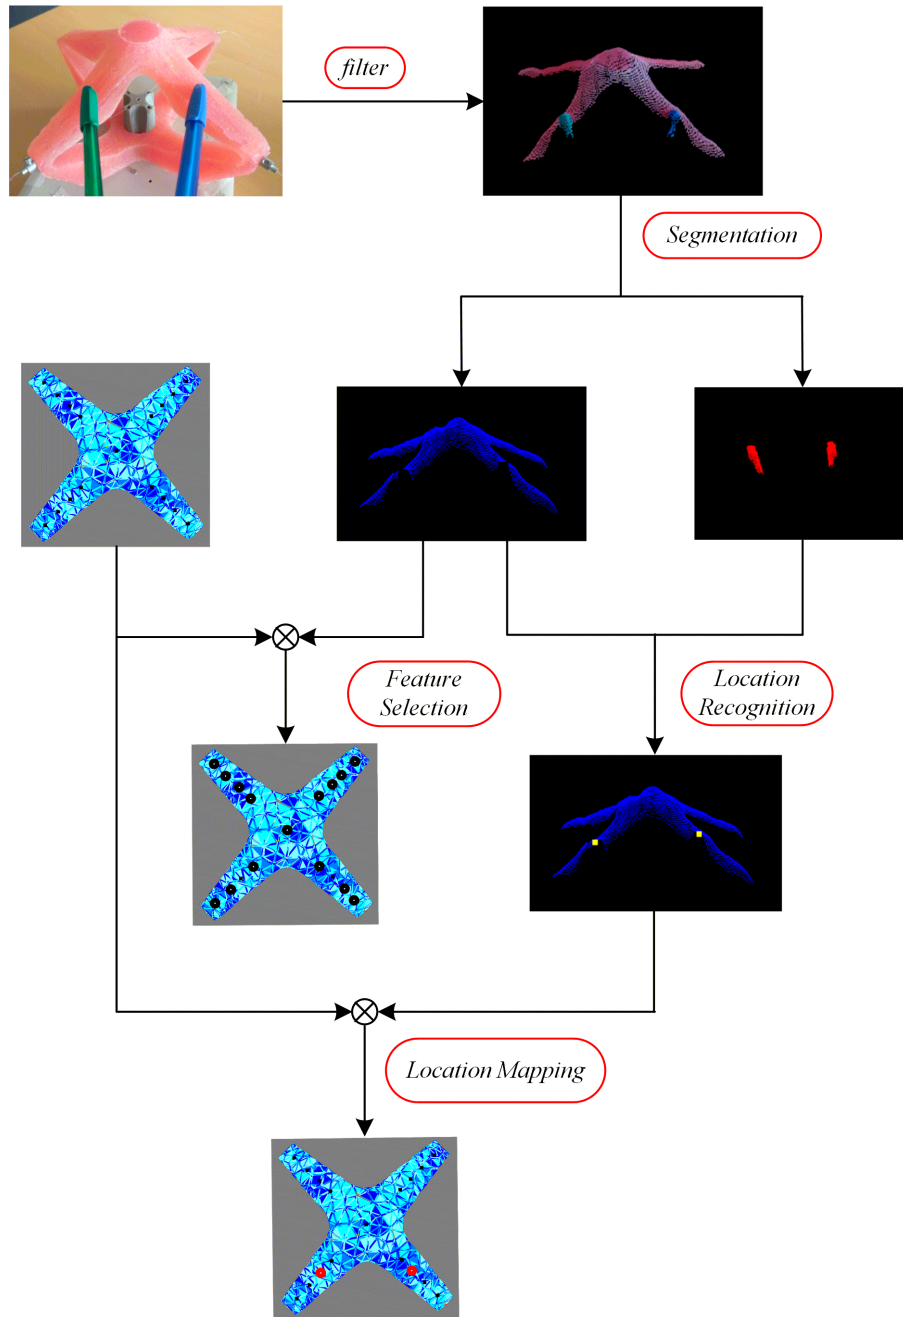 filter
Segmentation
Feature
Selection
Location
Recognition
Location Mapping